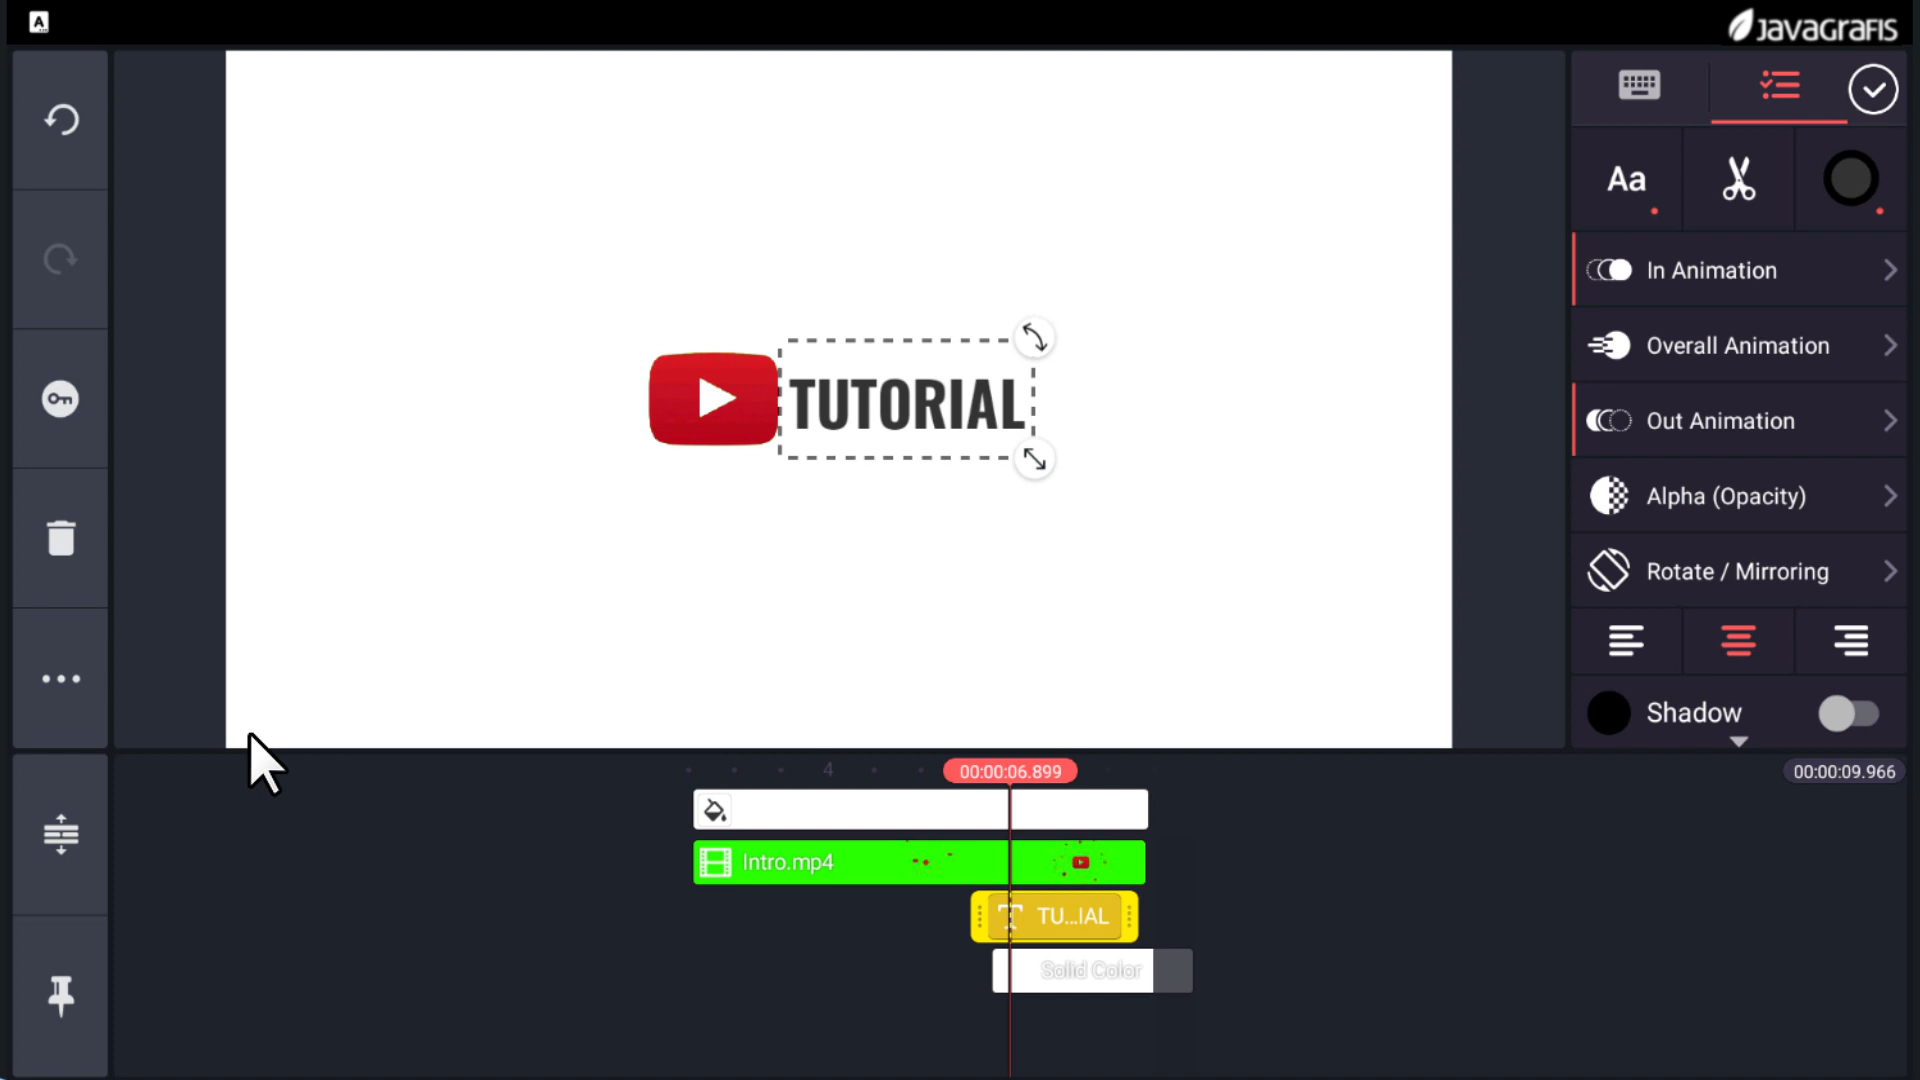 A
JAVAGRAFIS
Aa
In Animation
Overall Animation
TUTORIAL
Out Animation
Alpha (Opacity)
Rotate / Mirroring
Shadow
4
00:00:06.899
00:00:09.966
Intro.mp4
TU...IAL
Solid Color